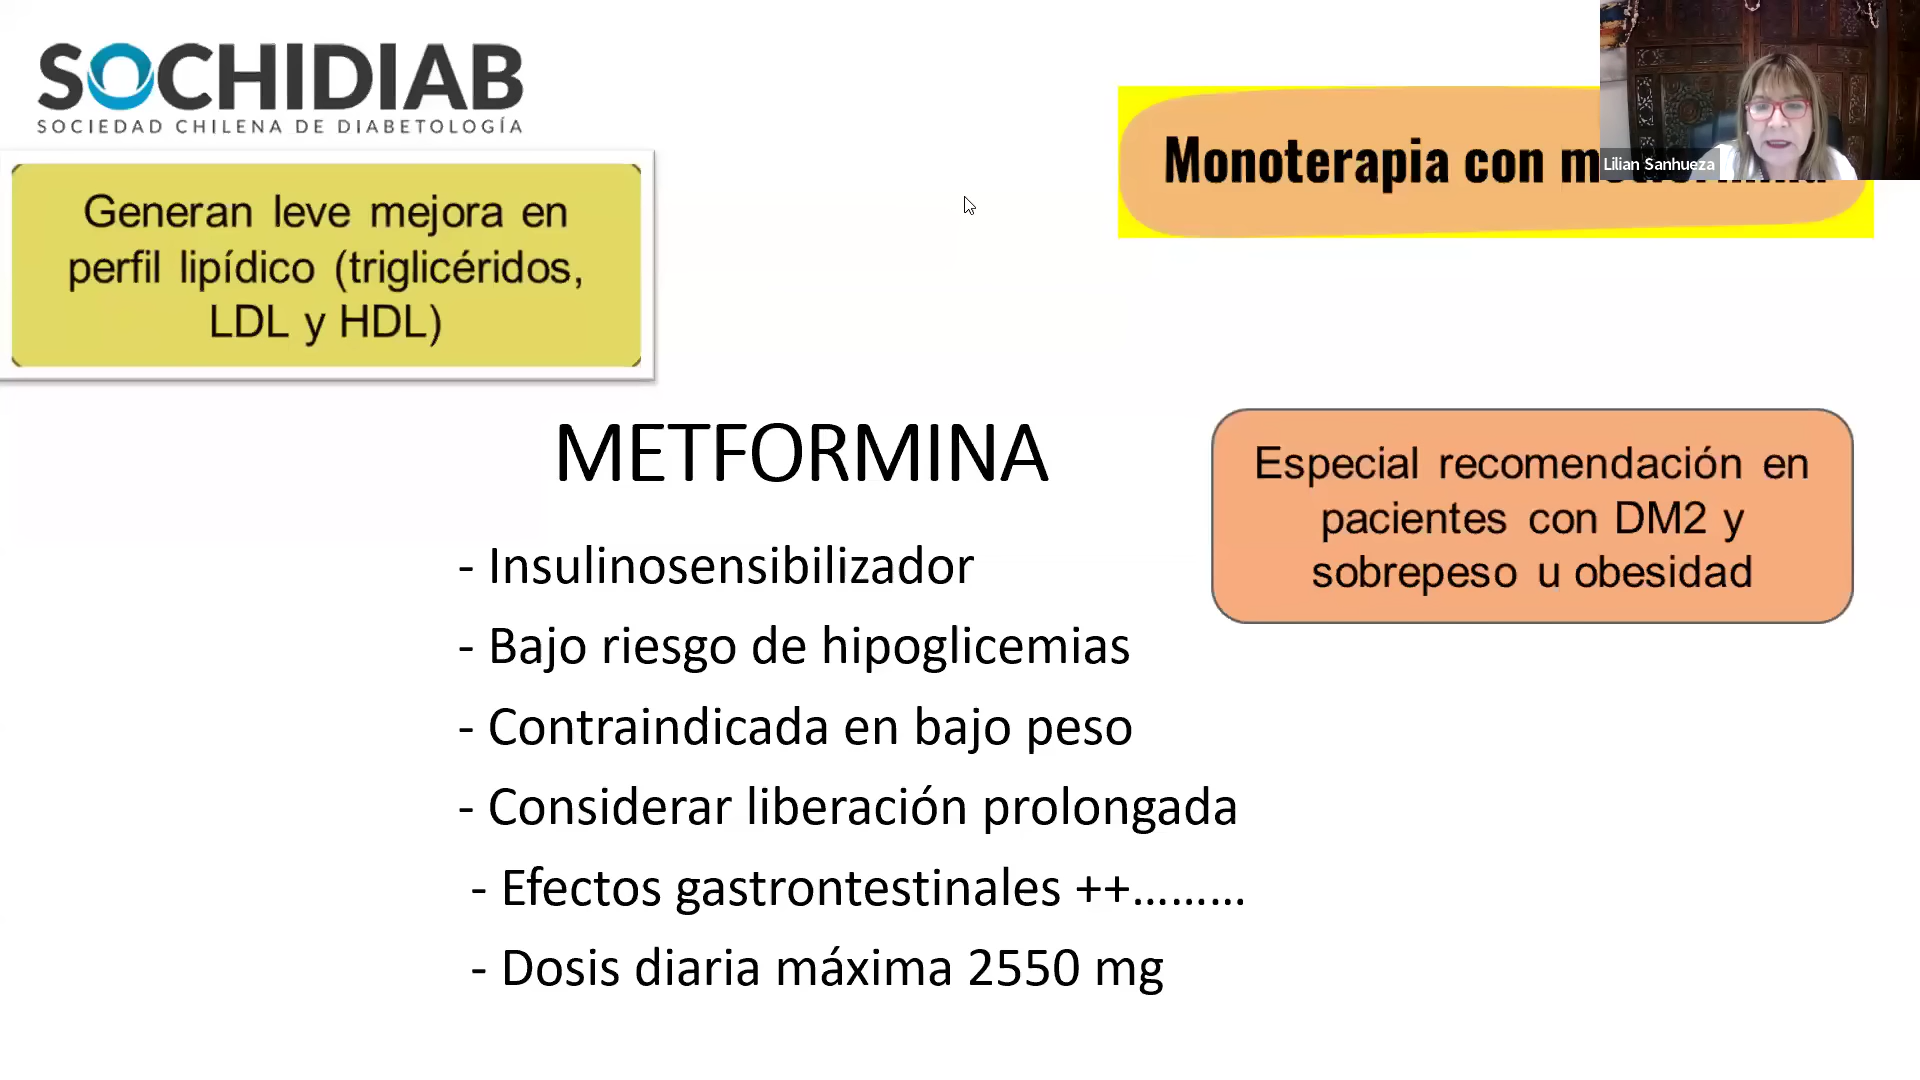 SOCHIDIAB
SOCIEDAD CHILENA DE DIABETOLOGÍA
Monoterapia con
Lilian Sanhueza
Generan leve mejora en
perfil lipídico (triglicéridos,
LDL y HDL)
METFORMINA
- Insulinosensibilizador
- Bajo riesgo de hipoglicemias
- Contraindicada en bajo peso
- Considerar liberación prolongada
- Efectos gastrontestinales ++.........
- Dosis diaria máxima 2550 mg
Especial recomendación en
pacientes con DM2 y
sobrepeso u obesidad